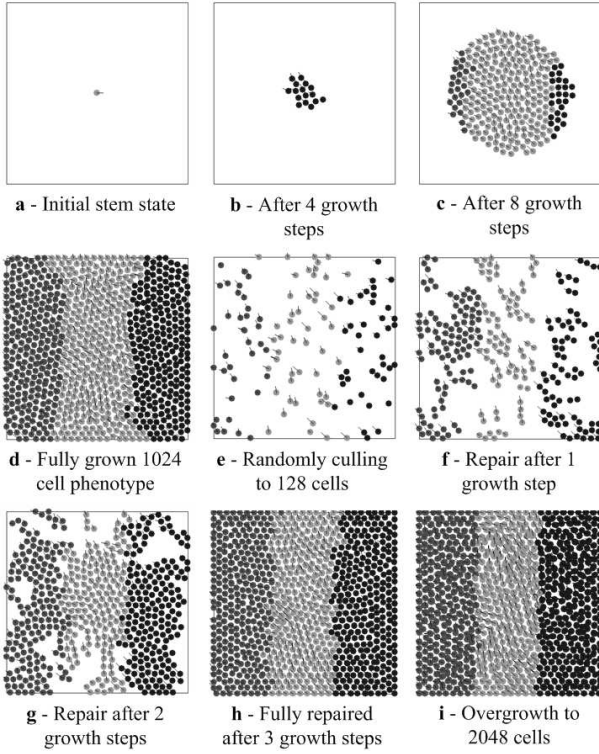 a - Initial stem state
b - After 4 growth
steps
c - After 8 growth
steps
d - Fully grown 1024
cell phenotype
e - Randomly culling
to 128 cells
f - Repair after 1
growth step
g - Repair after 2
growth steps
h - Fully repaired
after 3 growth steps
i - Overgrowth to
2048 cells